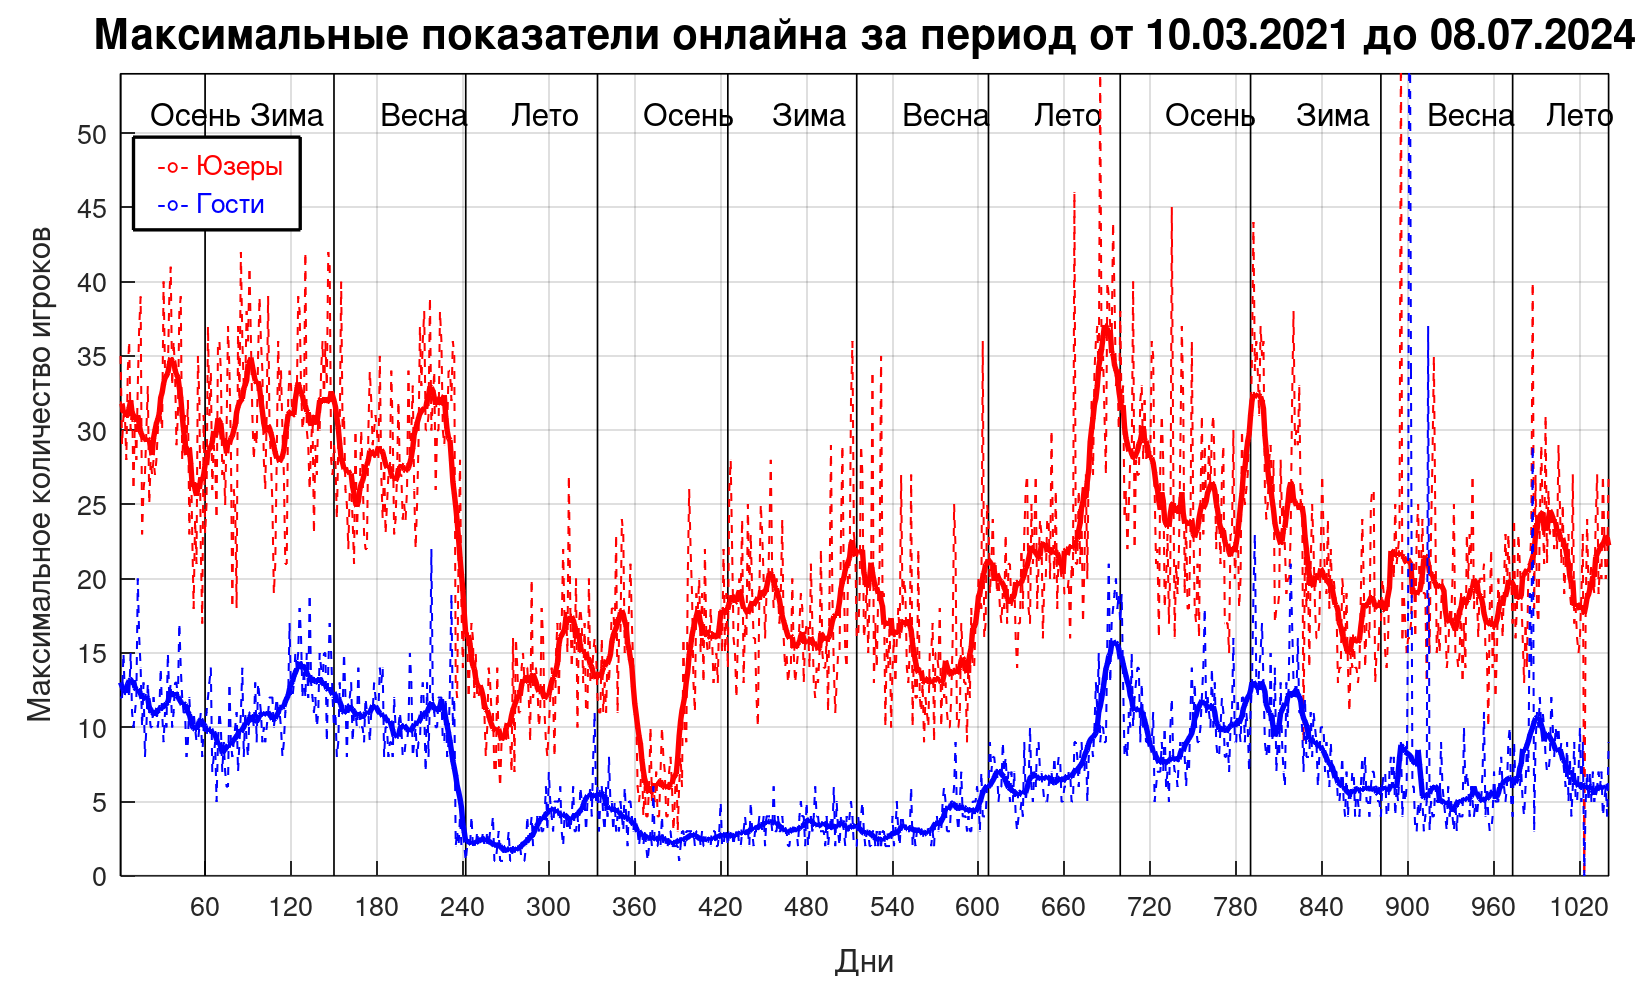 Максимальные показатели онлайна за период от 10.03.2021 до 08.07.2024
Осень Зима Весна Лето Осень Зима Весна Лето Осень Зима Весна Лето
Юзеры
Гости
Максимальное количество игроков
50
45
40
35
30
25
20
15
10
5
0
60 120 180 240 300 360 420 480 540 600 660 720 780 840 900 960 1020
Дни